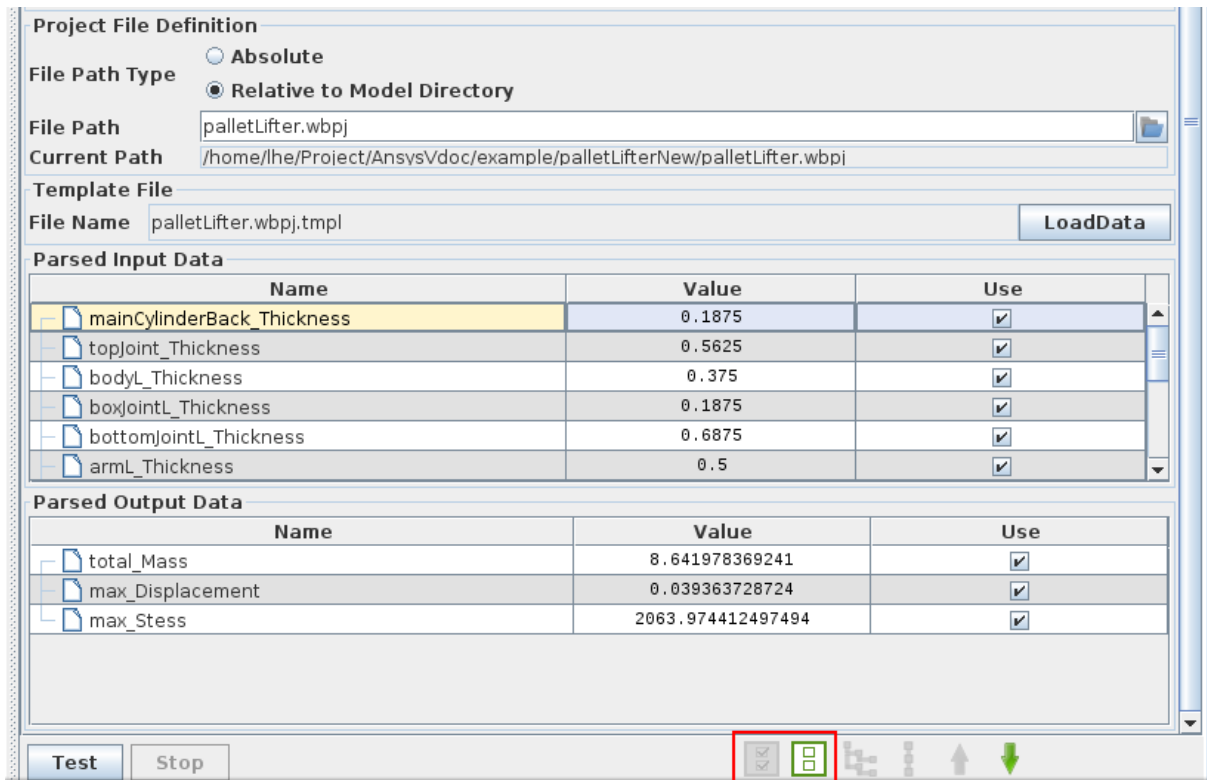 Project File Definition
File Path Type
Absolute
Relative to Model Directory
File Path palletLifter.wbpj
Current Path /home/lhe/Project/AnsysVdoc/example/palletLifterNew/palletLifter.wbpj
Template File
File Name palletLifter.wbpj.tmpl LoadData
Parsed Input Data
Name Value Use
mainCylinderBack_Thickness 0.1875
topJoint_Thickness 0.5625
bodyL_Thickness 0.375
boxJointL_Thickness 0.1875
bottomJointL_Thickness 0.6875
armL_Thickness 0.5
Parsed Output Data
Name Value Use
total_Mass 8.641978369241
max_Displacement 0.039363728724
max_Stess 2063.974412497494
Test Stop